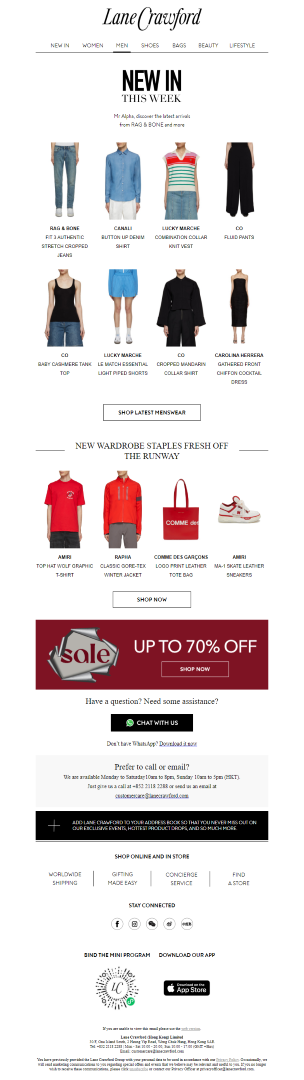 Lane Crawford
NEW IN WOMEN MEN SHOES BAGS BEAUTY LIFESTYLE
NEW IN
THIS WEEK
Mr Alpha, discover the latest arrivals
from RAG & BONE and more
RAG & BONE
FIT 3 AUTHENTIC
STRETCH CROPPED
JEANS
CANALI
BUTTON UP DENIM
SHIRT
LUCKY MARCHE
COMBINATION COLLAR
KNIT VEST
CO
FLUID PANTS
CO
BABY CASHMERE TANK
TOP
LUCKY MARCHE
LE MATCH ESSENTIAL
LIGHT PIPED SHORTS
CO
CROPPED MANDARIN
COLLAR SHIRT
CAROLINA HERRERA
GATHERED FRONT
CHIFFON COCKTAIL
DRESS
SHOP LATEST MENSWEAR
NEW WARDROBE STAPLES FRESH OFF
THE RUNWAY
COMME des
AMIRI
TOP HAT WOLF GRAPHIC
T-SHIRT
RAPHA
CLASSIC GORE-TEX
WINTER JACKET
COMME DES GARÇONS
LOGO PRINT LEATHER
TOTE BAG
AMIRI
MA-1 SKATE LEATHER
SNEAKERS
SHOP NOW
sale
UP TO 70% OFF
SHOP NOW
Have a question? Need some assistance?
CHAT WITH US
Don't have WhatsApp? Download it now
Prefer to call or email?
We are available Monday to Saturday 10am to 8pm, Sunday 10am to 5pm (HKT).
Just give us a call at +852 2118 2288 or send us an email at
customercare@lanecrawford.com
ADD LANE CRAWFORD TO YOUR ADDRESS BOOK SO THAT YOU NEVER MISS OUT ON
OUR EXCLUSIVE EVENTS, HOTTEST PRODUCT DROPS, AND SO MUCH MORE
SHOP ONLINE AND IN STORE
WORLDWIDE
SHIPPING
GIFTING
MADE EASY
CONCIERGE
SERVICE
FIND
A STORE
STAY CONNECTED
BIND THE MINI PROGRAM
DOWNLOAD OUR APP
LC
Download on the
App Store
If you are unable to view this email please use the web version.
Lane Crawford (Hong Kong) Limited
Email: customercare@lanecrawford.com